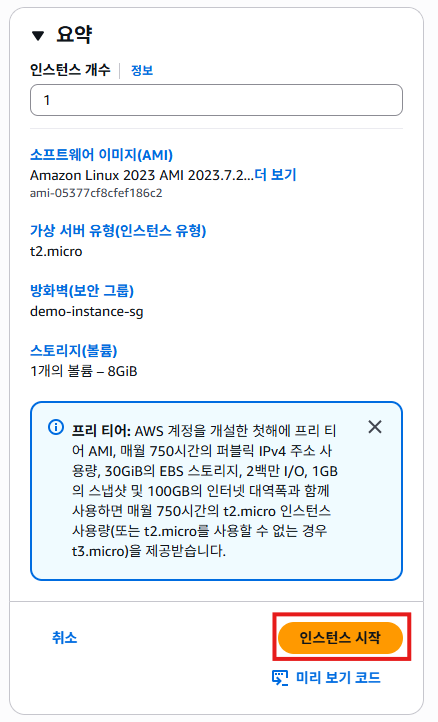 요약
인스턴스 개수 정보
1
소프트웨어 이미지(AMI)
Amazon Linux 2023 AMI 2023.7.2...더 보기
ami-05377cf8cfef186c2
가상 서버 유형(인스턴스 유형)
t2.micro
방화벽(보안 그룹)
demo-instance-sg
스토리지(볼륨)
1개의 볼륨 – 8GiB
프리 티어: AWS 계정을 개설한 첫해에 프리 티
어 AMI, 매월 750시간의 퍼블릭 IPv4 주소 사
용량, 30GiB의 EBS 스토리지, 2백만 I/O, 1GB
의 스냅샷 및 100GB의 인터넷 대역폭과 함께
사용하면 매월 750시간의 t2.micro 인스턴스
사용량(또는 t2.micro를 사용할 수 없는 경우
t3.micro)을 제공받습니다.
취소 인스턴스 시작
미리 보기 코드